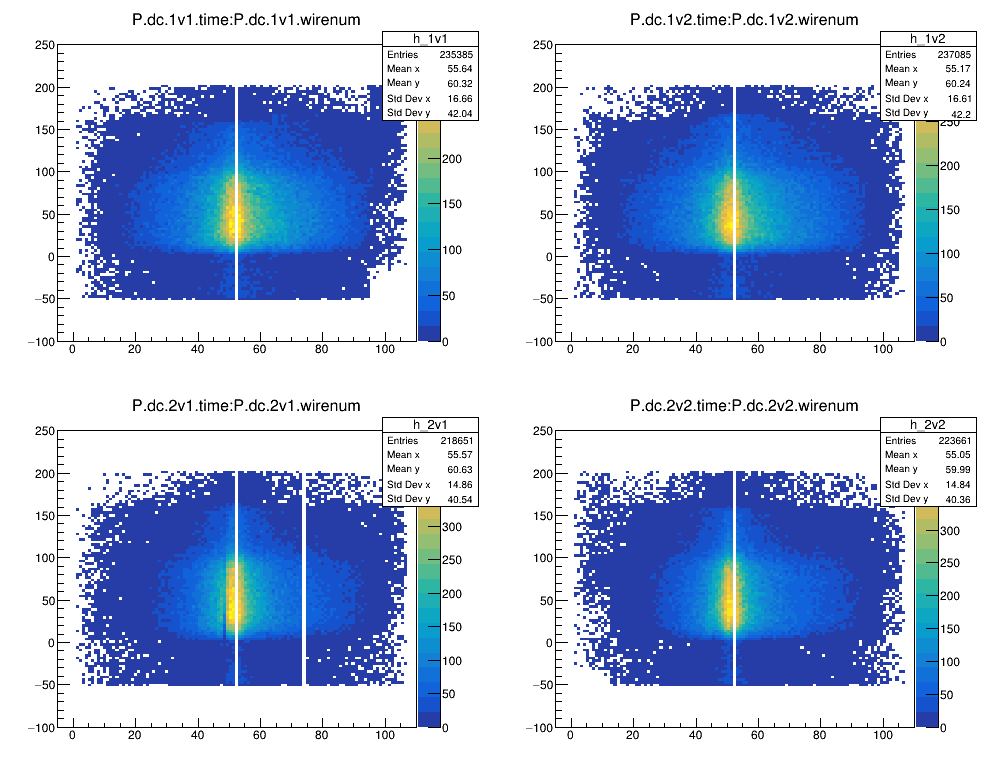 P.dc.1v1.time:P.dc.1v1.wirenum
h_1v1
Entries 235385
Mean x 55.64
Mean y 60.32
Std Dev x 16.66
Std Dev y 42.04
250
200
150
100
50
0
−50
−100
0 20 40 60 80 100
200
150
100
50
0
P.dc.1v2.time:P.dc.1v2.wirenum
h_1v2
Entries 237085
Mean x 55.17
Mean y 60.24
Std Dev x 16.61
Std Dev y 42.2
250
200
150
100
50
0
−50
−100
0 20 40 60 80 100
250
200
150
100
50
0
P.dc.2v1.time:P.dc.2v1.wirenum
h_2v1
Entries 218651
Mean x 55.57
Mean y 60.63
Std Dev x 14.86
Std Dev y 40.54
250
200
150
100
50
0
−50
−100
0 20 40 60 80 100
300
250
200
150
100
50
0
P.dc.2v2.time:P.dc.2v2.wirenum
h_2v2
Entries 223661
Mean x 55.05
Mean y 59.99
Std Dev x 14.84
Std Dev y 40.36
250
200
150
100
50
0
−50
−100
0 20 40 60 80 100
300
250
200
150
100
50
0